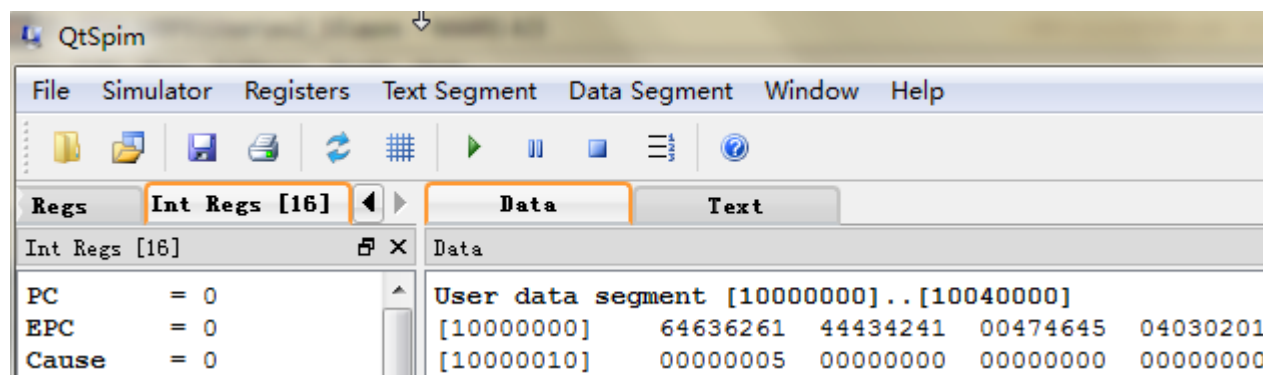 QtSpim
File Simulator Registers Text Segment Data Segment Window Help
Regs Int Regs [16] Data Text
Int Regs [16] Data
PC = 0
EPC = 0
Cause = 0
User data segment [10000000]..[10040000]
[10000000] 64636261 44434241 00474645 04030201
[10000010] 00000005 00000000 00000000 00000000